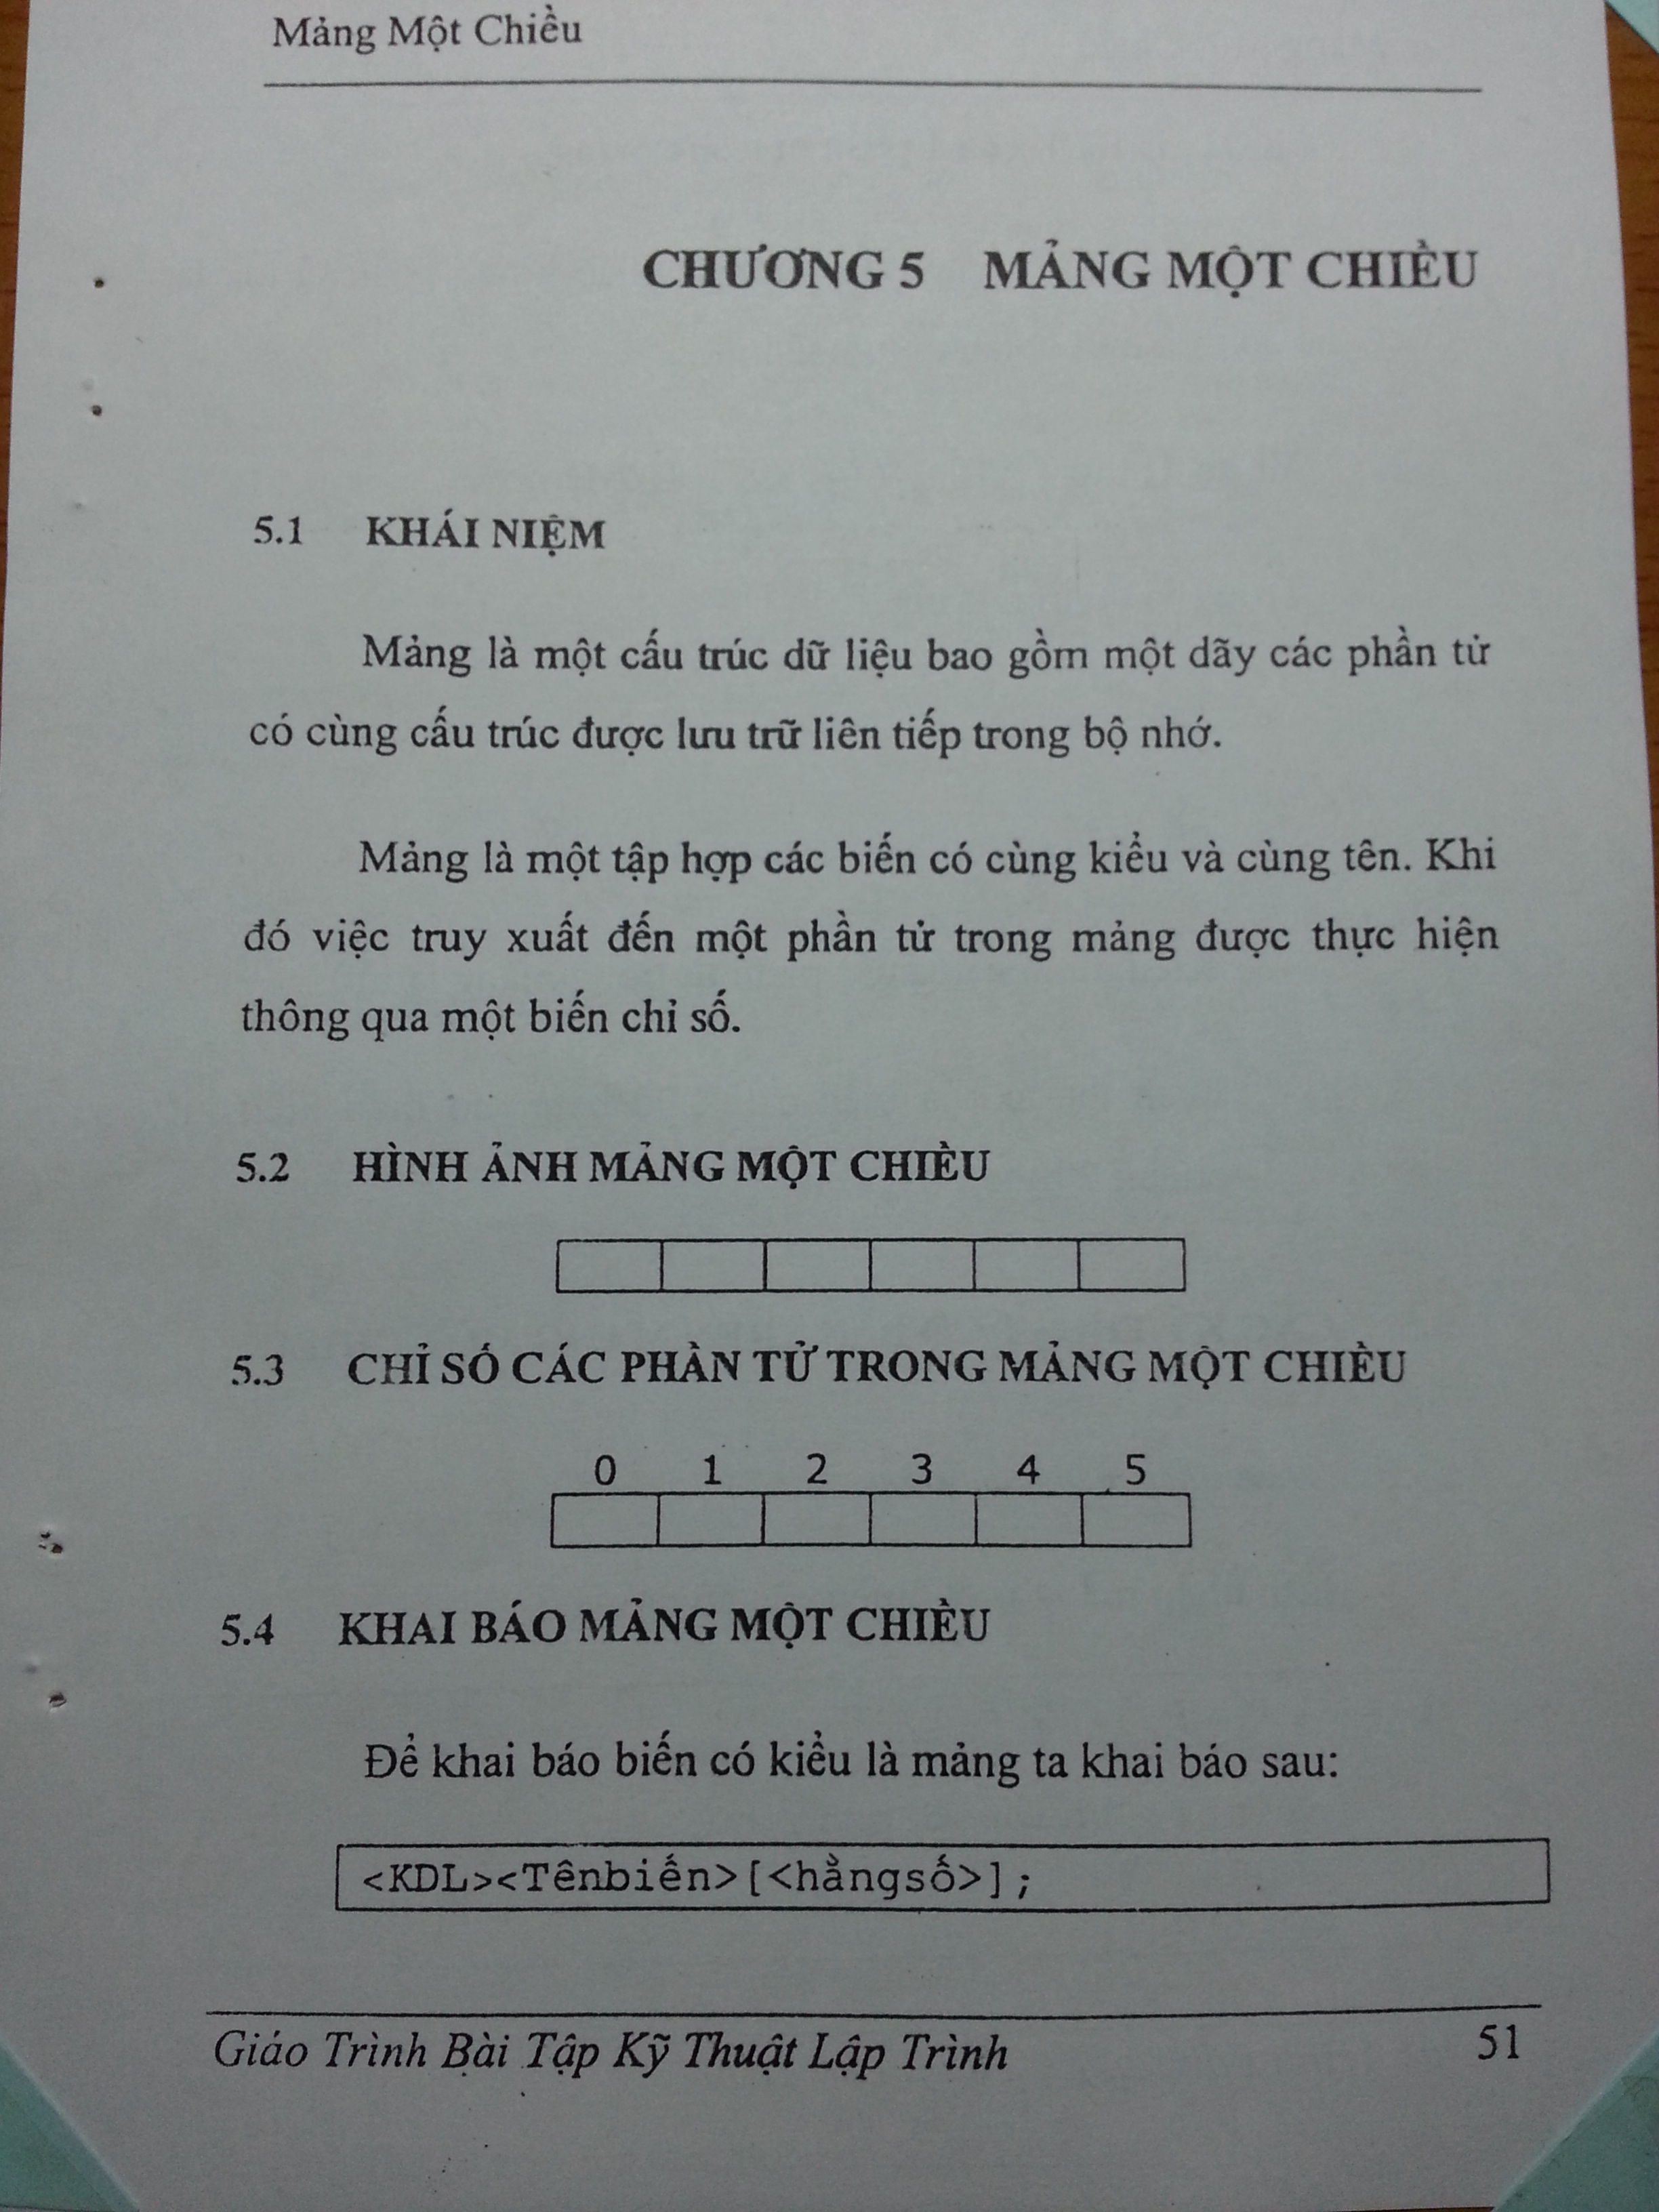 Mảng Một Chiều
CHƯƠNG 5 MẢNG MỘT CHIỀU
5.1 KHÁI NIỆM
Mảng là một cấu trúc dữ liệu bao gồm một dãy các phần tử
có cùng cấu trúc được lưu trữ liên tiếp trong bộ nhớ.
Mảng là một tập hợp các biến có cùng kiểu và cùng tên. Khi
đó việc truy xuất đến một phần tử trong mảng được thực hiện
thông qua một biến chỉ số.
5.2 HÌNH ẢNH MẢNG MỘT CHIỀU
5.3 CHỈ SỐ CÁC PHẦN TỬ TRONG MẢNG MỘT CHIỀU
0 1 2 3 4 5
5.4 KHAI BÁO MẢNG MỘT CHIỀU
Để khai báo biến có kiểu là mảng ta khai báo sau:
<KDL><Tênbiến>[<hằngsố>];
Giáo Trình Bài Tập Kỹ Thuật Lập Trình 51